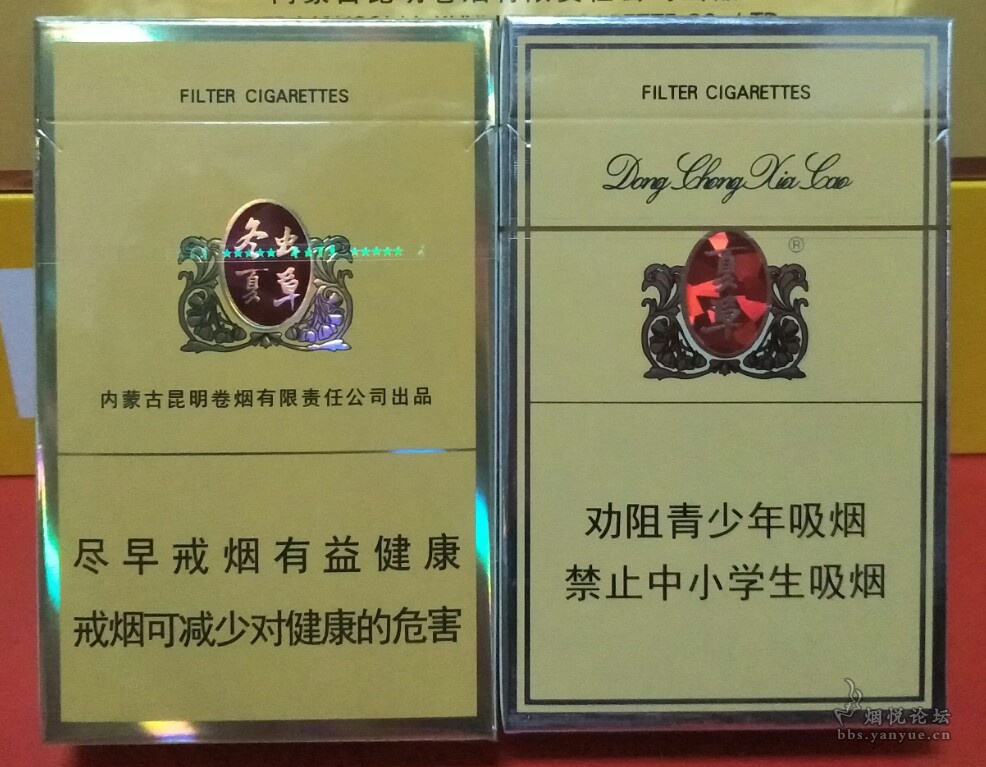 FILTER CIGARETTES
冬虫
夏草
内蒙古昆明卷烟有限责任公司出品
尽早戒烟有益健康
戒烟可减少对健康的危害
FILTER CIGARETTES
Dong Chong Xia Cao
®
夏
草
劝阻青少年吸烟
禁止中小学生吸烟
烟悦论坛
bbs.yanyue.cn